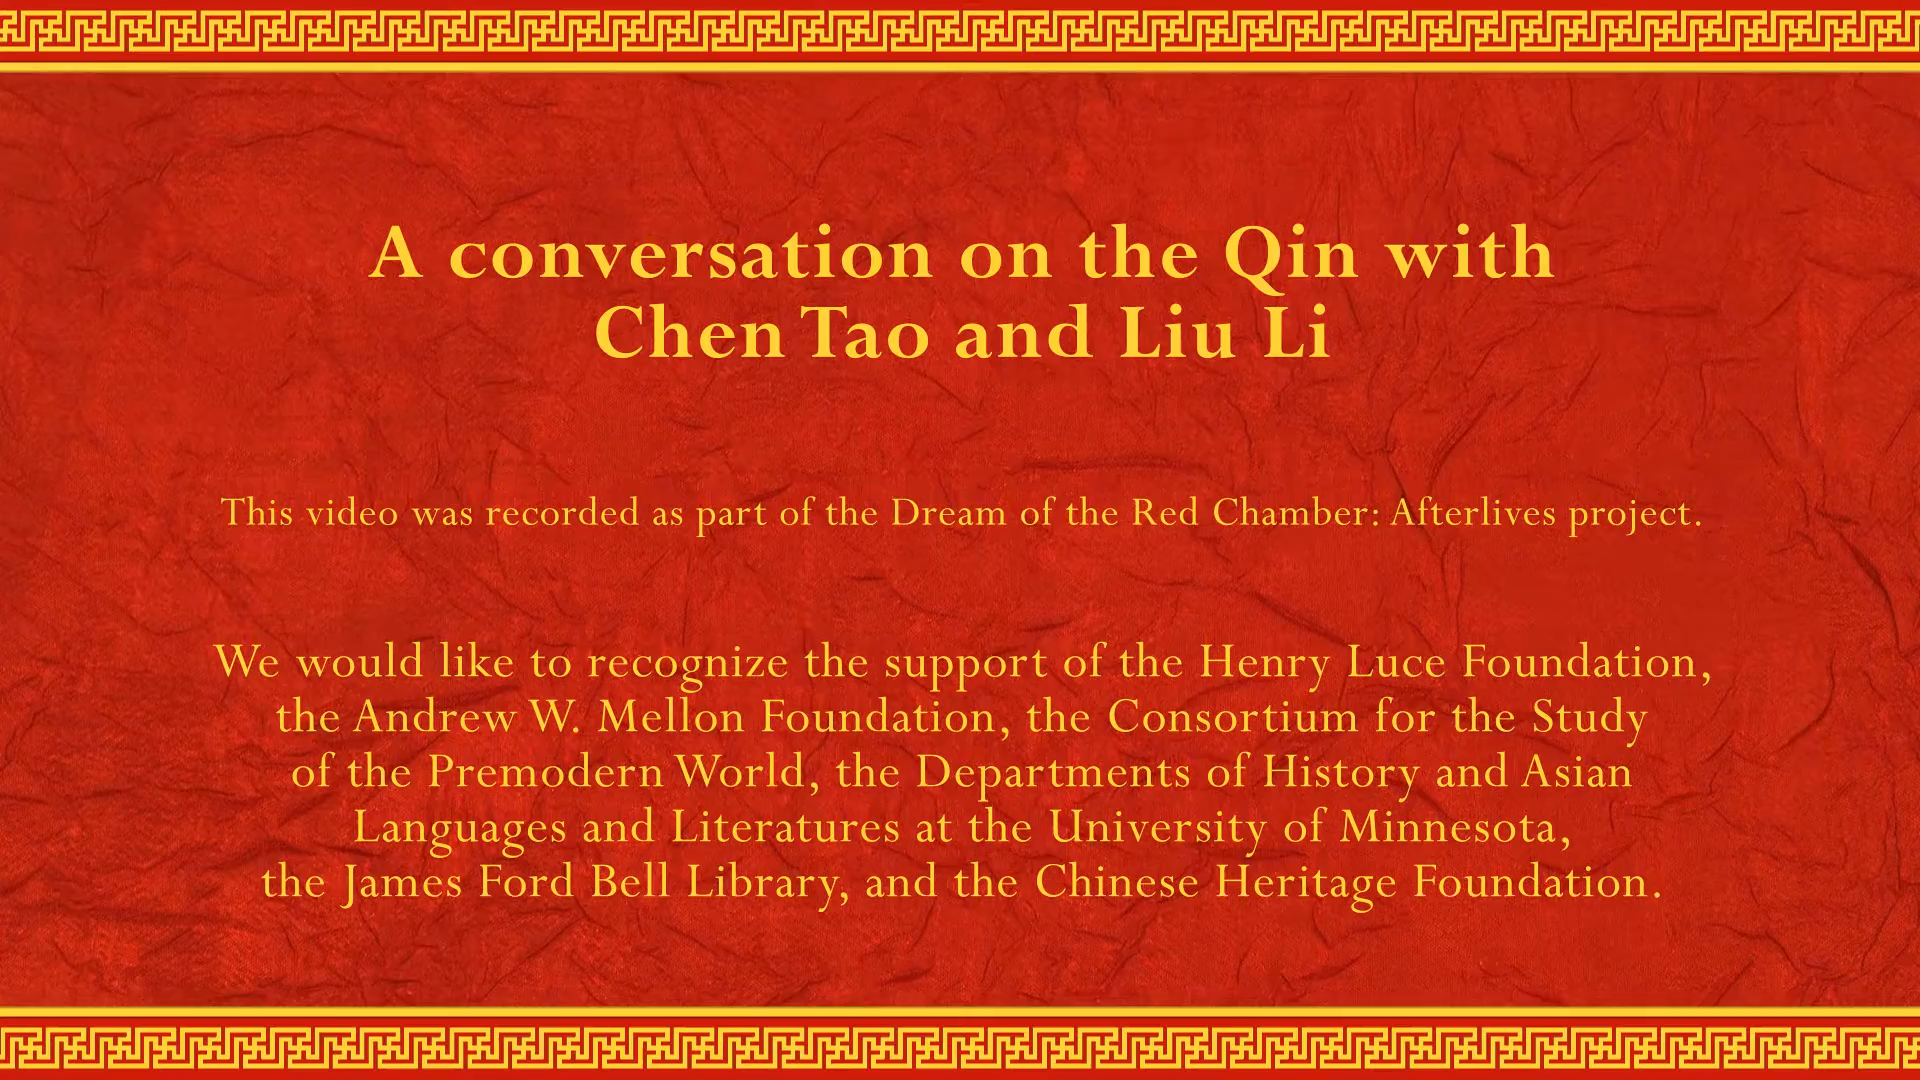 A conversation on the Qin with
Chen Tao and Liu Li
This video was recorded as part of the Dream of the Red Chamber: Afterlives project.
We would like to recognize the support of the Henry Luce Foundation,
the Andrew W. Mellon Foundation, the Consortium for the Study
of the Premodern World, the Departments of History and Asian
Languages and Literatures at the University of Minnesota,
the James Ford Bell Library, and the Chinese Heritage Foundation.